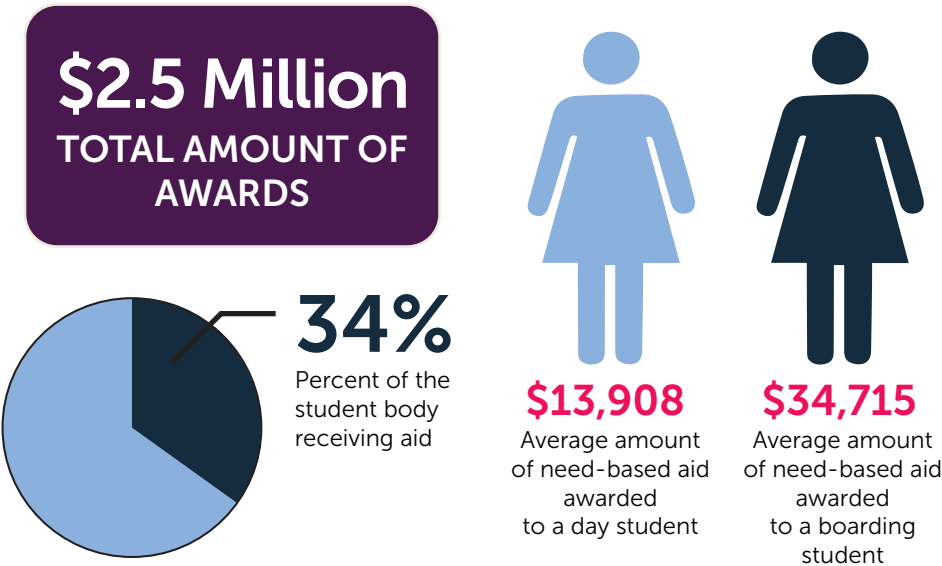 $2.5 Million
TOTAL AMOUNT OF
AWARDS
34%
Percent of the
student body
receiving aid
$13,908
Average amount
of need-based aid
awarded
to a day student
$34,715
Average amount
of need-based aid
awarded
to a boarding
student